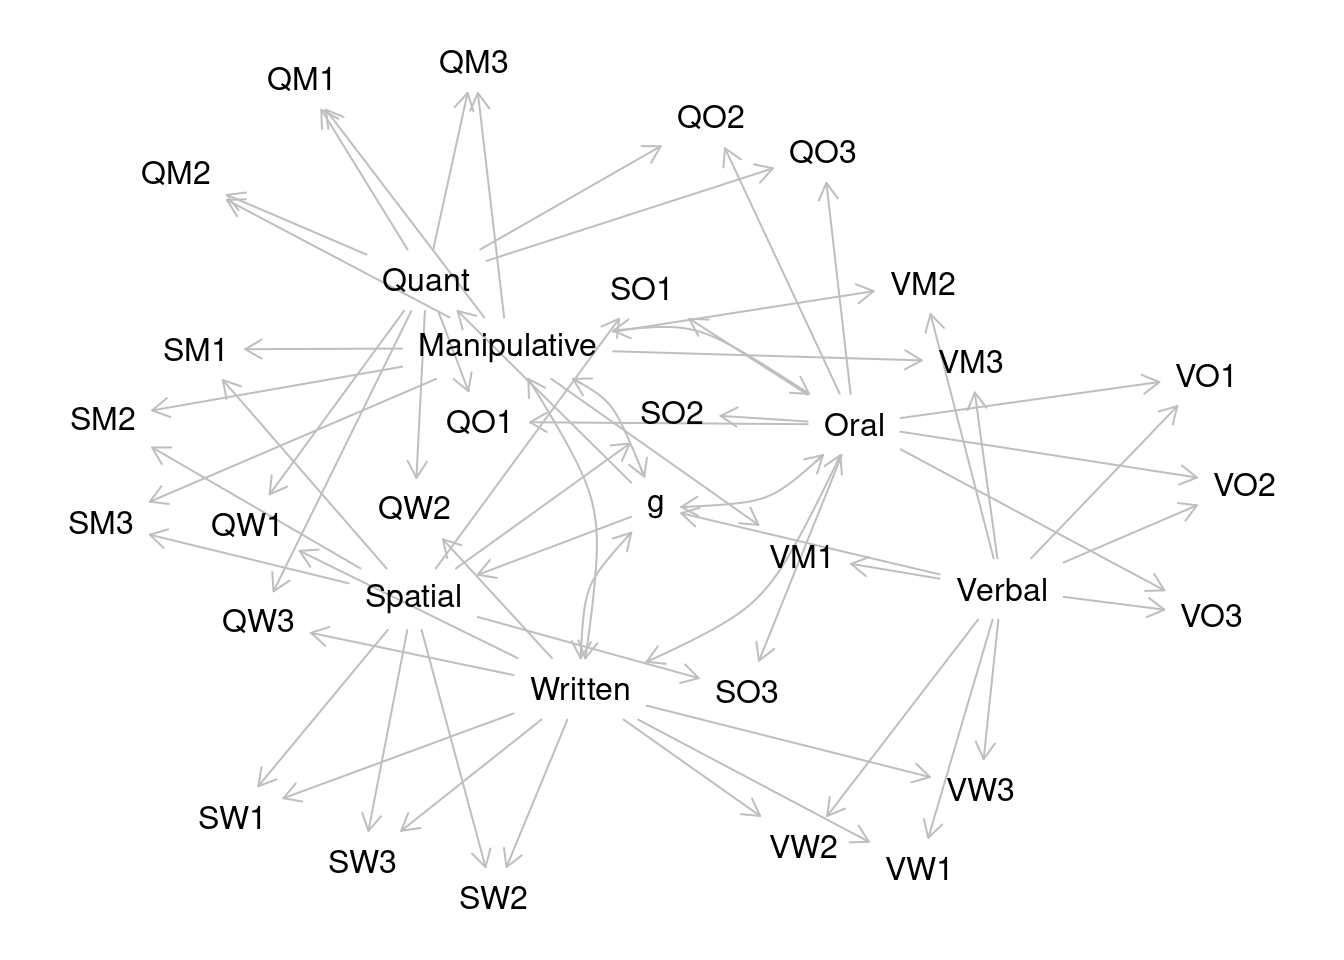 QM3
QM1
QO2
QO3
QM2
Quant
SO1
VM2
SM1
Manipulative
VM3
VO1
SM2
QO1
SO2
Oral
VO2
g
QW2
SM3
QW1
VM1
Spatial
Verbal
QW3
VO3
Written
SO3
VW3
SW1
VW2
SW3
VW1
SW2